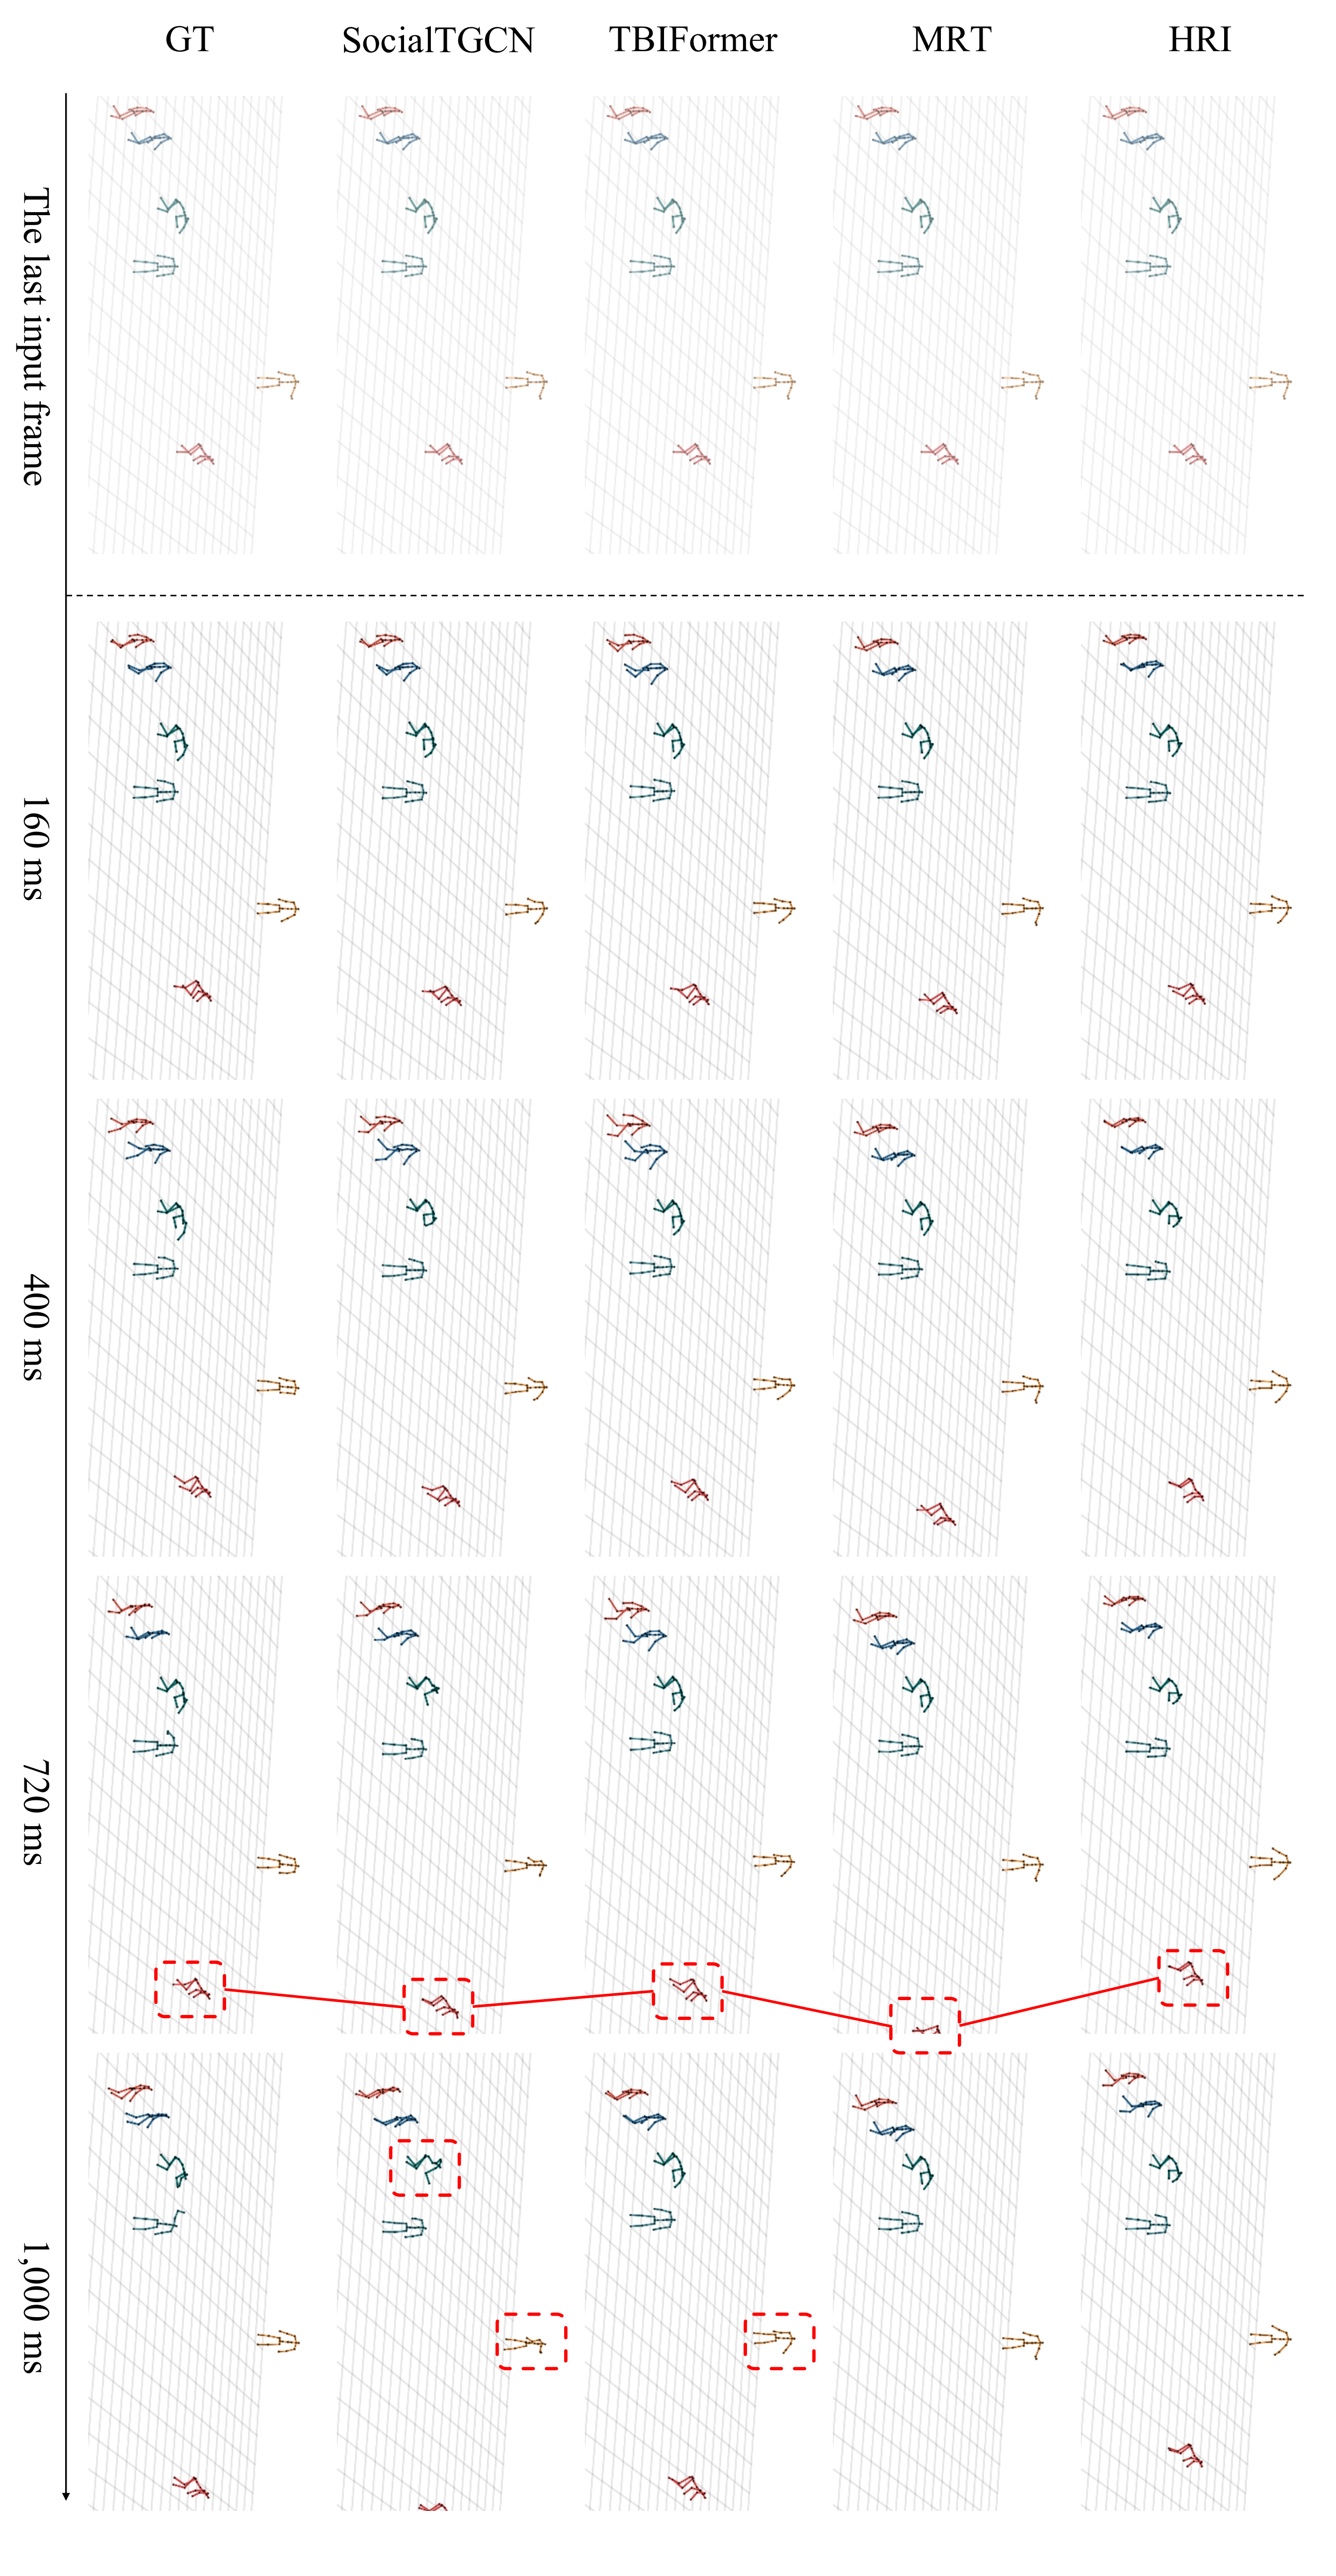 GT
SocialTGCN
TBIFormer
MRT
HRI
The last input frame
160 ms
400 ms
720 ms
1,000 ms